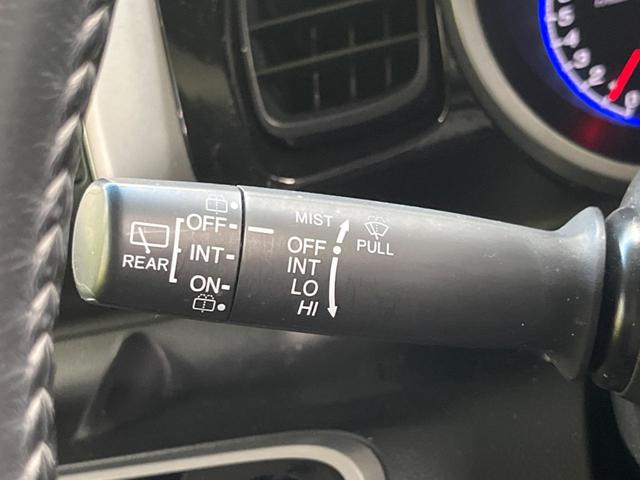 REAR
OFF
INT
ON
MIST
OFF
INT
LO
HI
PULL